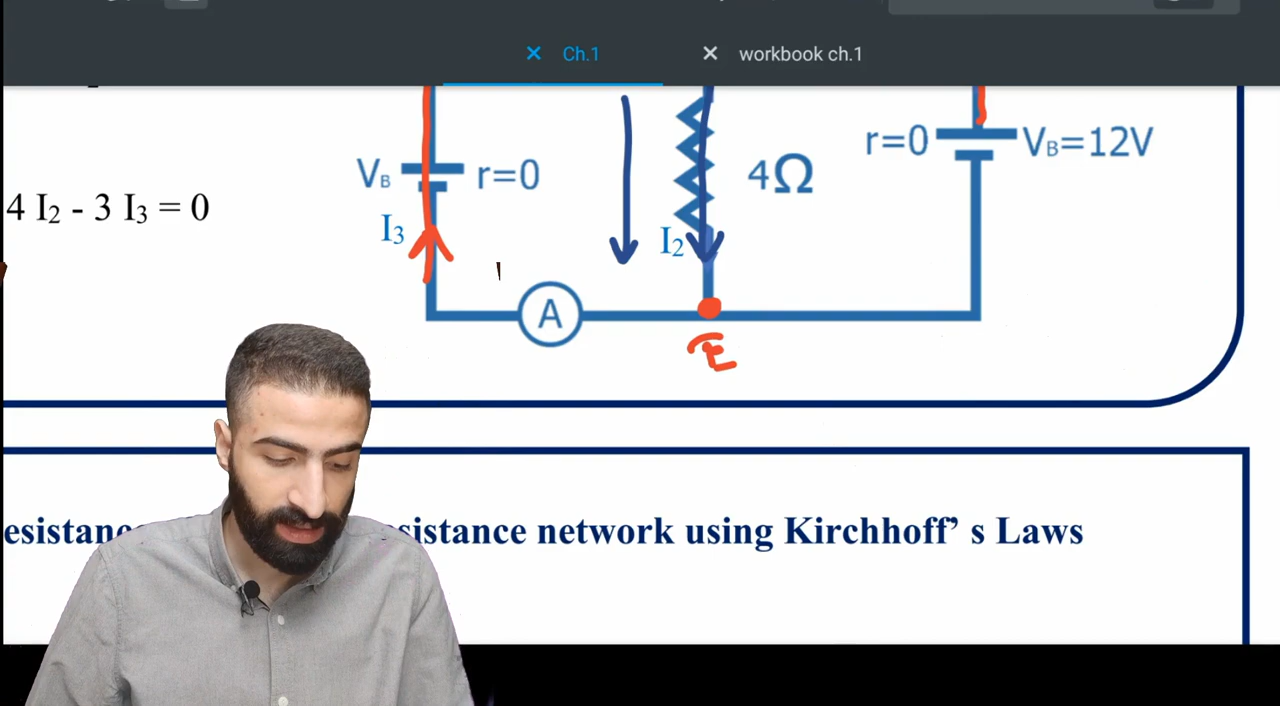 Ch.1
workbook ch.1
VB
r=0
4Ω
r=0
VB=12V
4 I2 - 3 I3 = 0
I3
I2
A
E
esistanc
sistance network using Kirchhoff’ s Laws